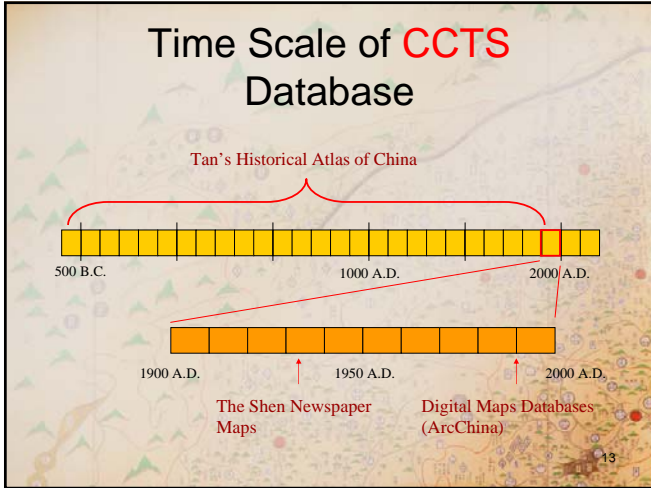 Time Scale of CCTS
Database
Tan's Historical Atlas of China
500 B.C.
1000 A.D.
2000 A.D.
1900 A.D.
1950 A.D.
2000 A.D.
The Shen Newspaper
Maps
Digital Maps Databases
(ArcChina)
13